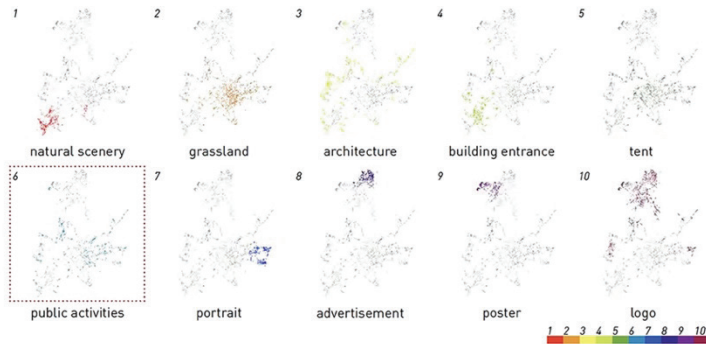 1 2 3 4 5
natural scenery grassland architecture building entrance tent
6 7 8 9 10
public activities portrait advertisement poster logo
1 2 3 4 5 6 7 8 9 10